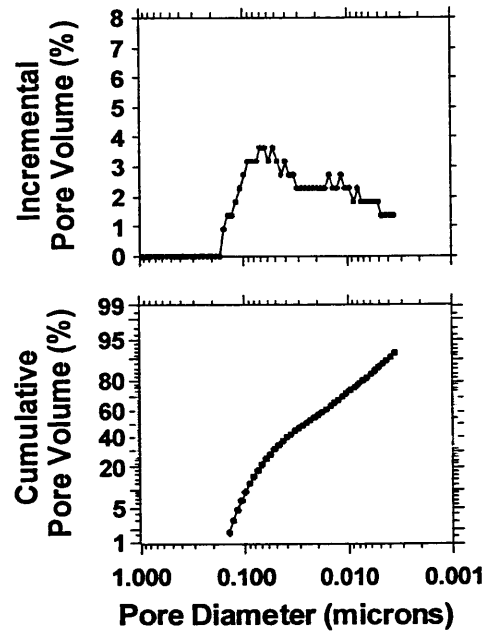 Incremental
Pore Volume (%)
8
7
6
5
4
3
2
1
0
Cumulative
Pore Volume (%)
99
95
80
60
40
20
5
1
1.000 0.100 0.010 0.001
Pore Diameter (microns)